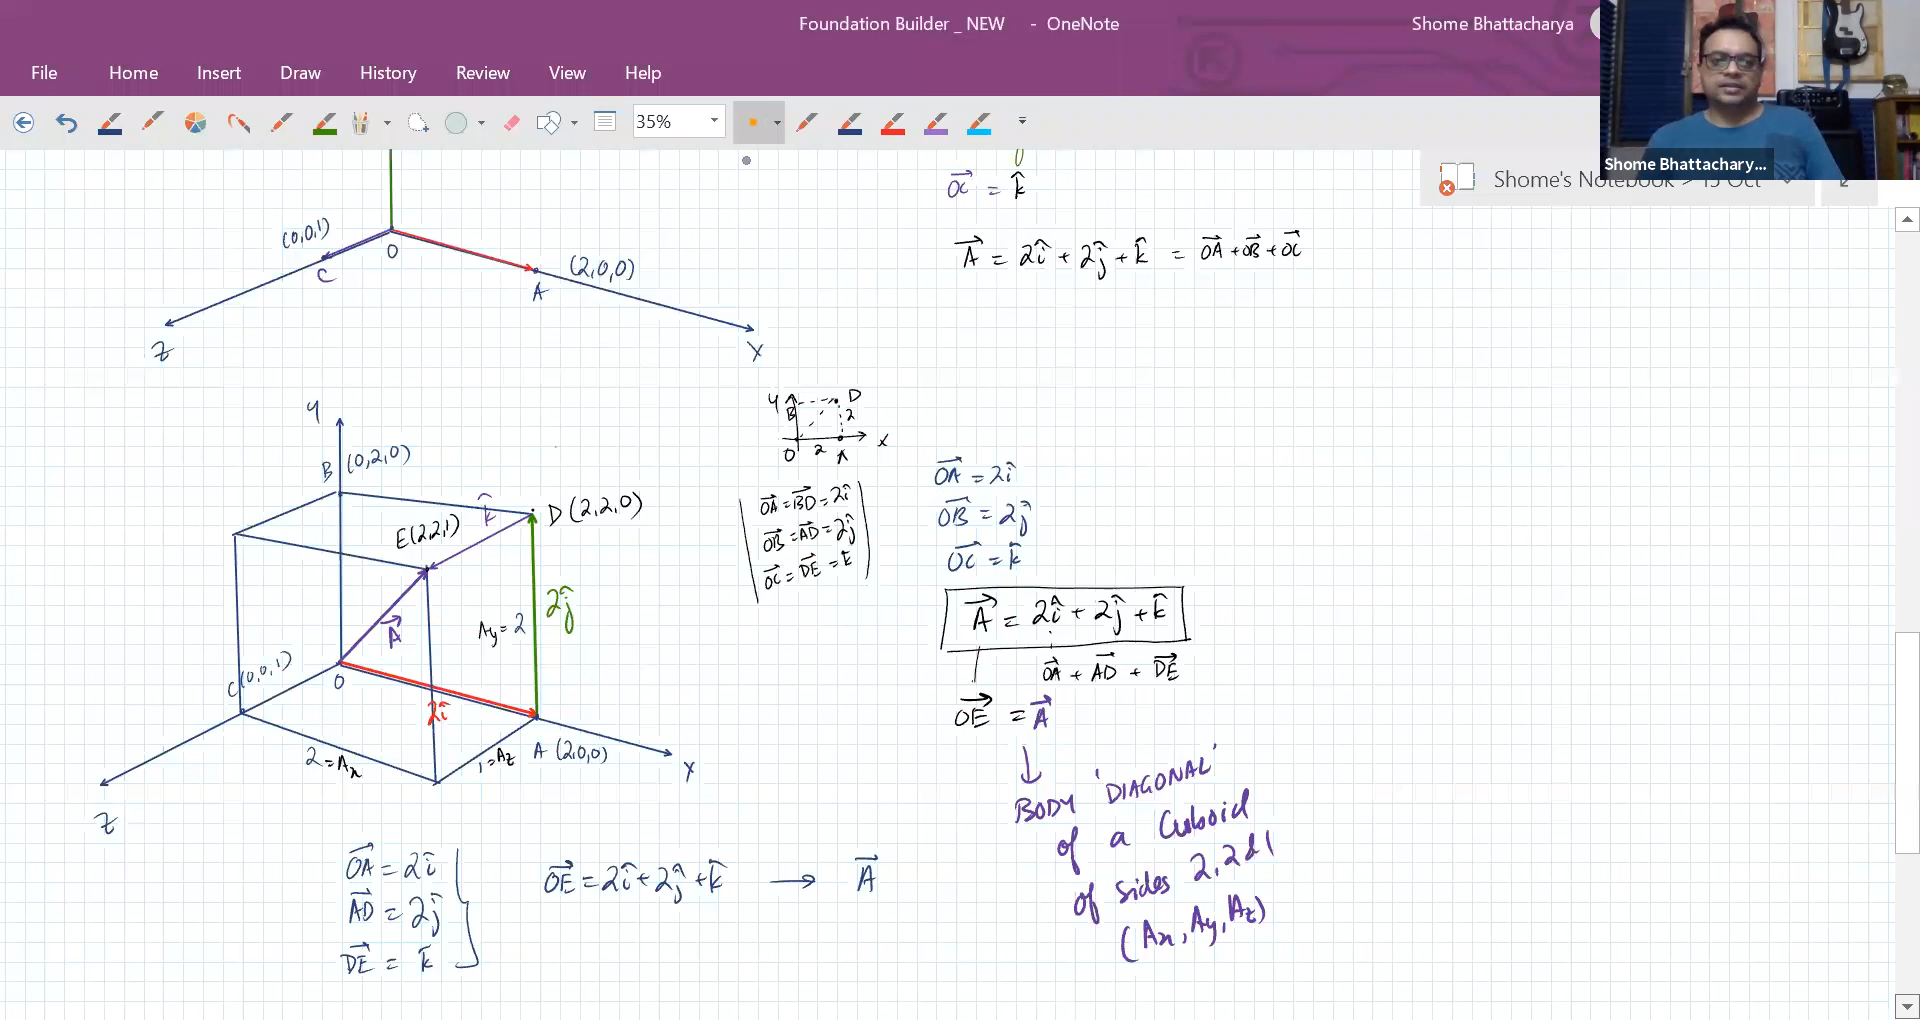 Foundation Builder _ NEW - OneNote
Shome Bhattacharya
File Home Insert Draw History Review View Help
35%
Shome Bhattachary...
Shome's Notebook > 15 Oct
j
OC = k̂
(0,0,1)
O
C
(2,0,0)
A
Z
X
A = 2î + 2ĵ + k̂ = OA + OB + OC
Y
B (0,2,0)
k̂
D (2,2,0)
E(2,2,1)
2ĵ
Ay = 2
A
C(0,0,1)
O
2î
A (2,0,0)
2 = Ax
1 = Az
X
Z
Y
B
D
2
O 2 A
X
OA = BD = 2î
OB = AD = 2ĵ
OC = DE = k̂
OA = 2î
OB = 2ĵ
OC = k̂
A = 2î + 2ĵ + k̂
OA + AD + DE
OE = A
BODY 'DIAGONAL'
of a Cuboid
of sides 2, 2 & 1
(Ax, Ay, Az)
OA = 2î
AD = 2ĵ
DE = k̂
OE = 2î + 2ĵ + k̂ → A